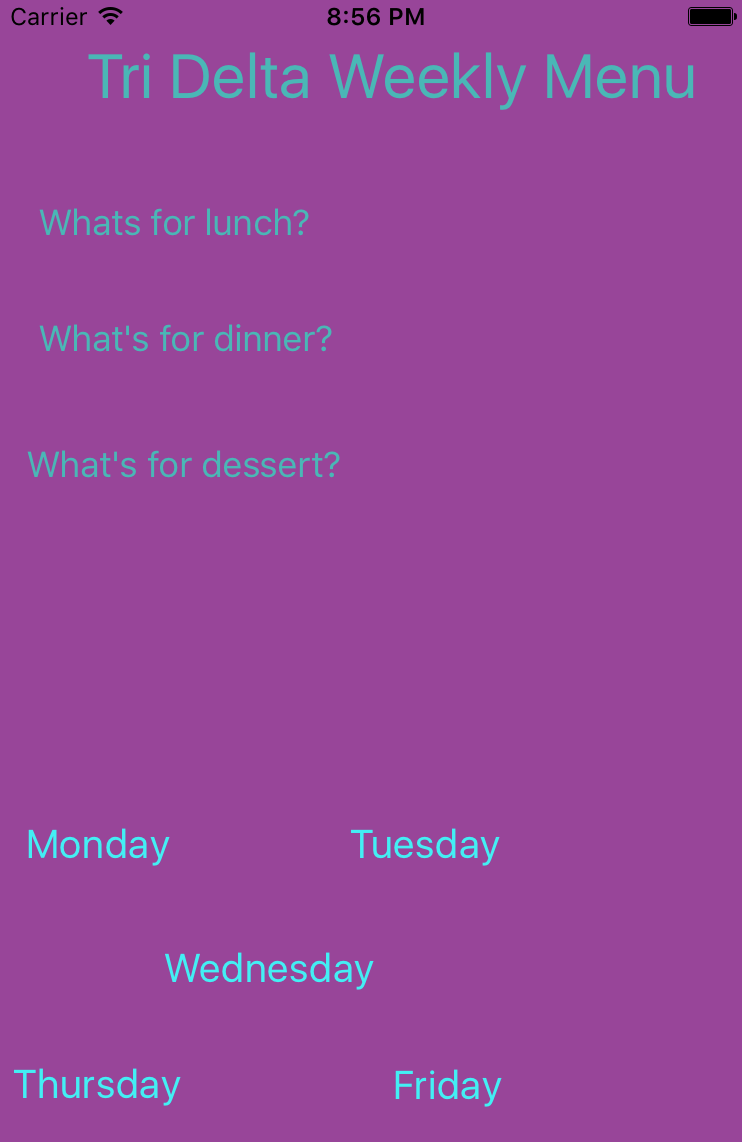 Carrier 8:56 PM
Tri Delta Weekly Menu
Whats for lunch?
What's for dinner?
What's for dessert?
Monday Tuesday
Wednesday
Thursday Friday